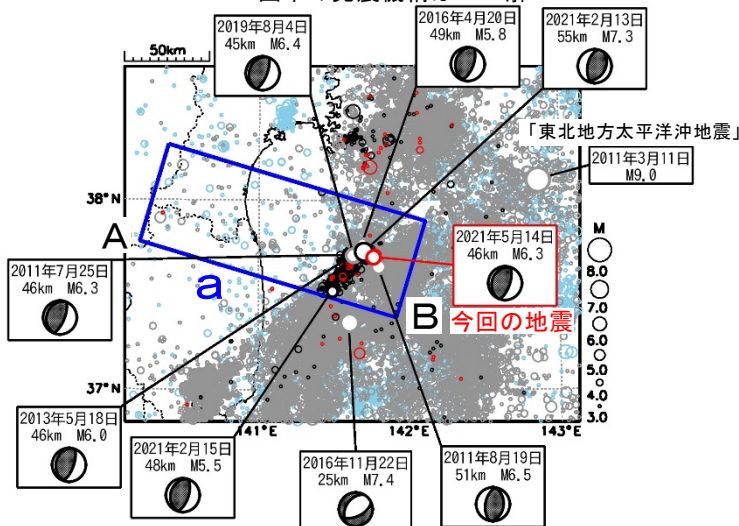 2019年8月4日
45km M6.4
2016年4月20日
49km M5.8
2021年2月13日
55km M7.3
50km
「東北地方太平洋沖地震」
2011年3月11日
M9.0
38°N
A
2021年5月14日
46km M6.3
今回の地震
M
8.0
7.0
6.0
5.0
4.0
3.0
2011年7月25日
46km M6.3
a
B
37°N
141°E
142°E
143°E
2013年5月18日
46km M6.0
2021年2月15日
48km M5.5
2016年11月22日
25km M7.4
2011年8月19日
51km M6.5